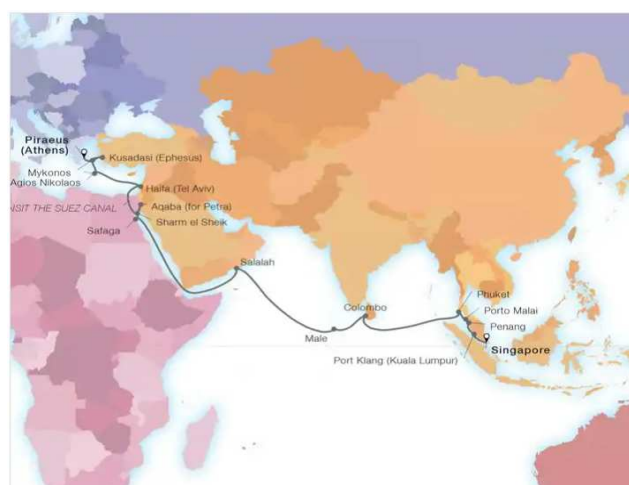 Piraeus
(Athens)
Kusadasi (Ephesus)
Mykonos
Agios Nikolaos
Haifa (Tel Aviv)
NSIT THE SUEZ CANAL
Aqaba (for Petra)
Sharm el Sheik
Safaga
Salalah
Colombo
Male
Phuket
Porto Malai
Penang
Singapore
Port Klang (Kuala Lumpur)